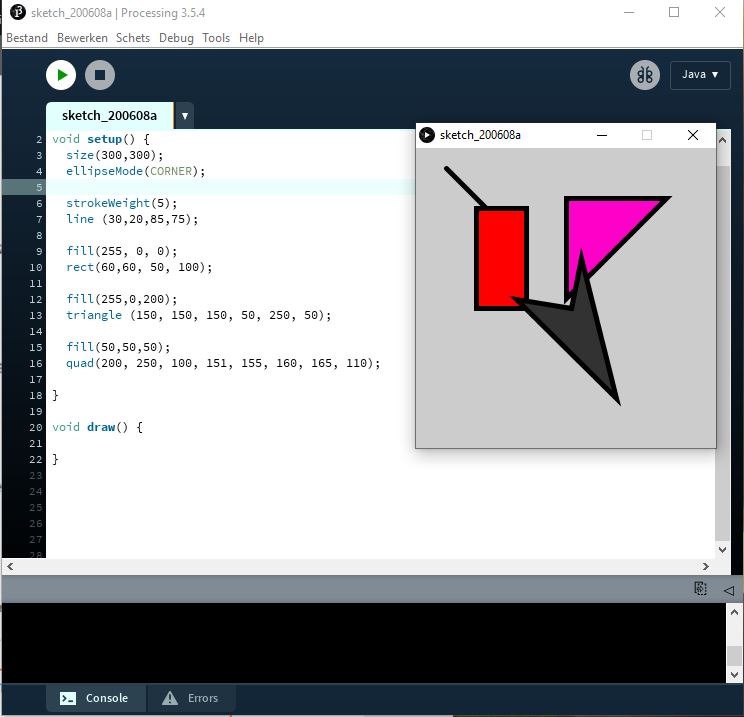 sketch_200608a | Processing 3.5.4
Bestand Bewerken Schets Debug Tools Help
Java ▼
sketch_200608a ▼
sketch_200608a
2 void setup() {
3 size(300,300);
4 ellipseMode(CORNER);
5
6 strokeWeight(5);
7 line (30,20,85,75);
8
9 fill(255, 0, 0);
10 rect(60,60, 50, 100);
11
12 fill(255,0,200);
13 triangle (150, 150, 150, 50, 250, 50);
14
15 fill(50,50,50);
16 quad(200, 250, 100, 151, 155, 160, 165, 110);
17
18 }
19
20 void draw() {
21
22 }
23
24
25
26
27
28
Console Errors